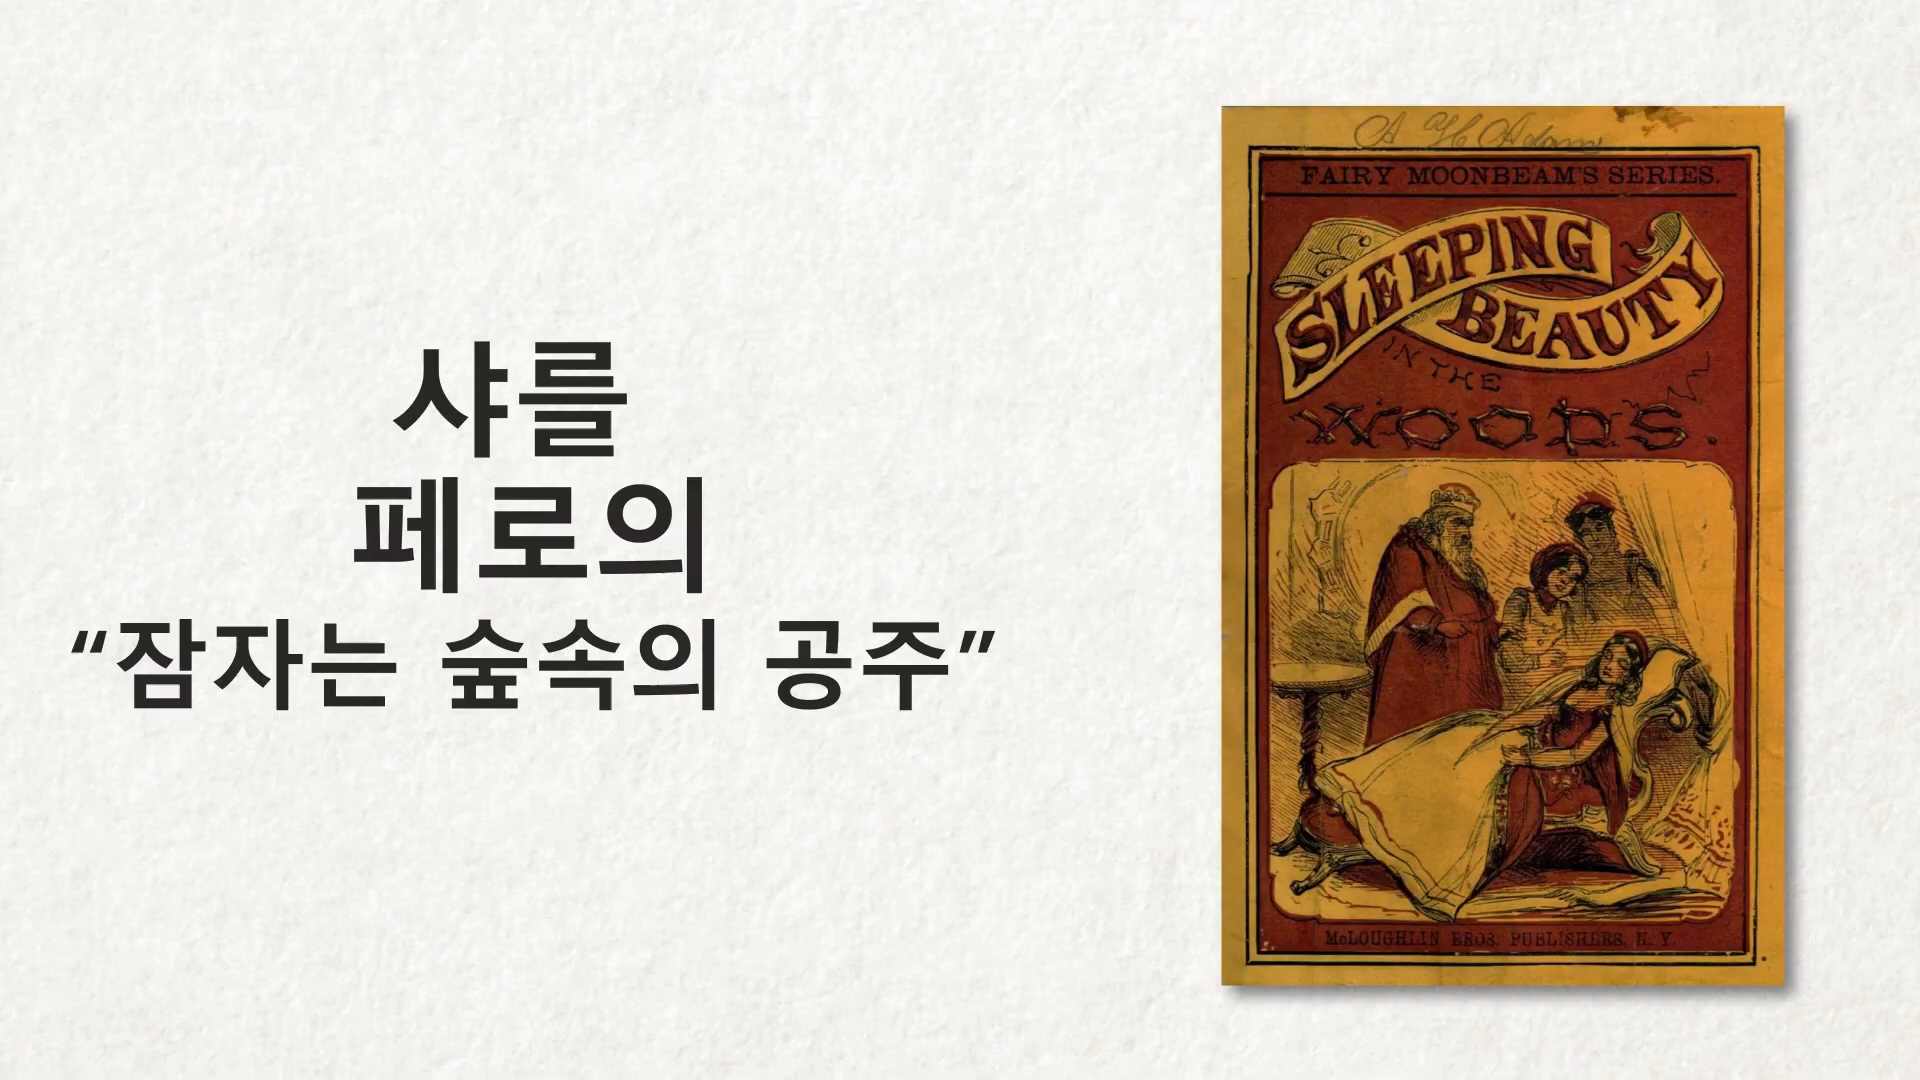 샤를
페로의
“잠자는 숲속의 공주”
A H Adams
FAIRY MOONBEAM'S SERIES.
SLEEPING
BEAUTY
IN THE
WOODS.
McLOUGHLIN BROS. PUBLISHERS, N. Y.